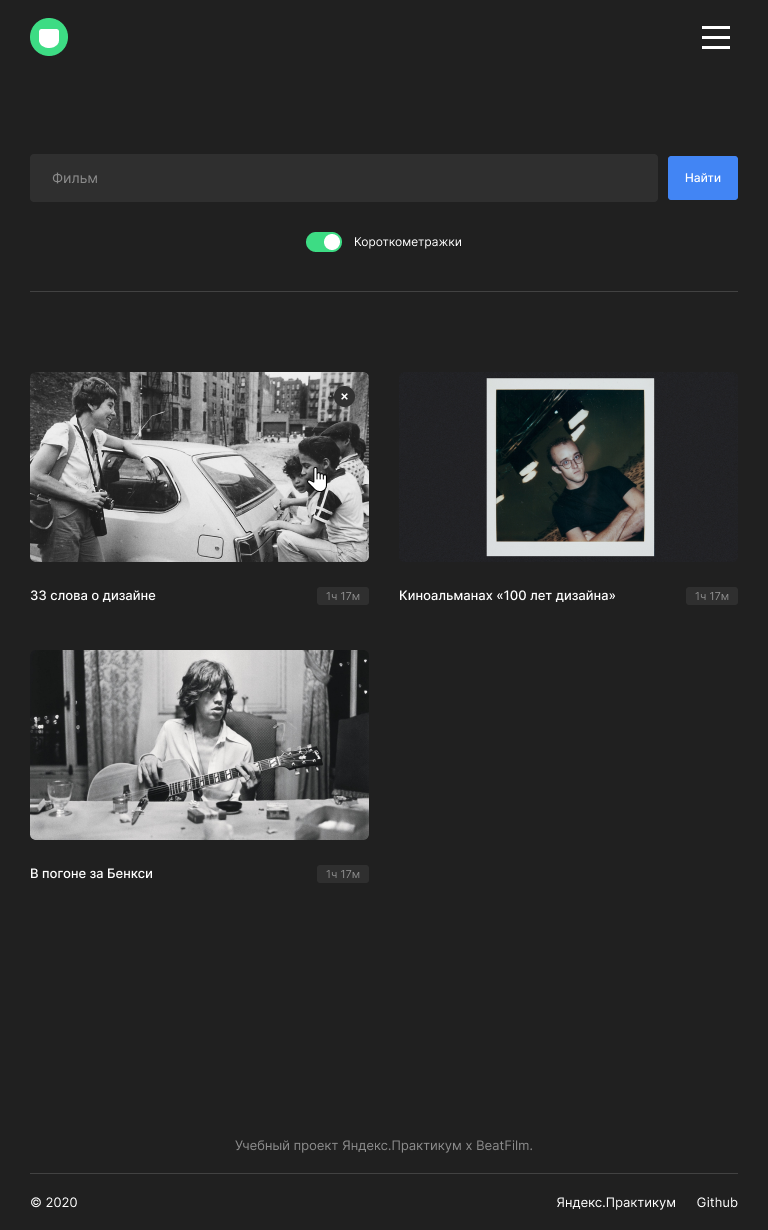 Фильм
Найти
Короткометражки
33 слова о дизайне
1ч 17м
Киноальманах «100 лет дизайна»
1ч 17м
В погоне за Бенкси
1ч 17м
Учебный проект Яндекс.Практикум x BeatFilm.
© 2020
Яндекс.Практикум
Github